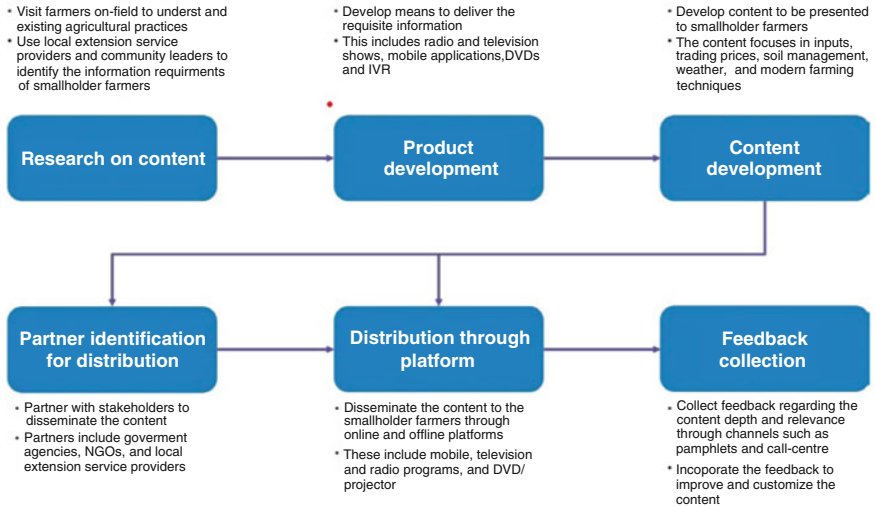 * Visit farmers on-field to underst and
existing agricultural practices
* Use local extension service
providers and community leaders to
identify the information requirments
of smallholder farmers
* Develop means to deliver the
requisite information
* This includes radio and television
shows, mobile applications,DVDs
and IVR
* Develop content to be presented
to smallholder farmers
* The content focuses in inputs,
trading prices, soil management,
weather, and modern farming
techniques
Research on content
Product
development
Content
development
Partner identification
for distribution
Distribution through
platform
Feedback
collection
* Partner with stakeholders to
disseminate the content
* Partners include goverment
agencies, NGOs, and local
extension service providers
* Disseminate the content to the
smallholder farmers through
online and offline platforms
* These include mobile, television
and radio programs, and DVD/
projector
* Collect feedback regarding the
content depth and relevance
through channels such as
pamphlets and call-centre
* Incoporate the feedback to
improve and customize the
content